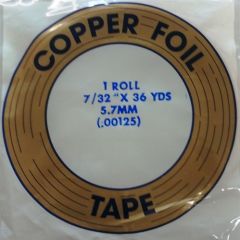 COPPER FOIL
1 ROLL
7/32" X 36 YDS
5.7MM
(.00125)
TAPE